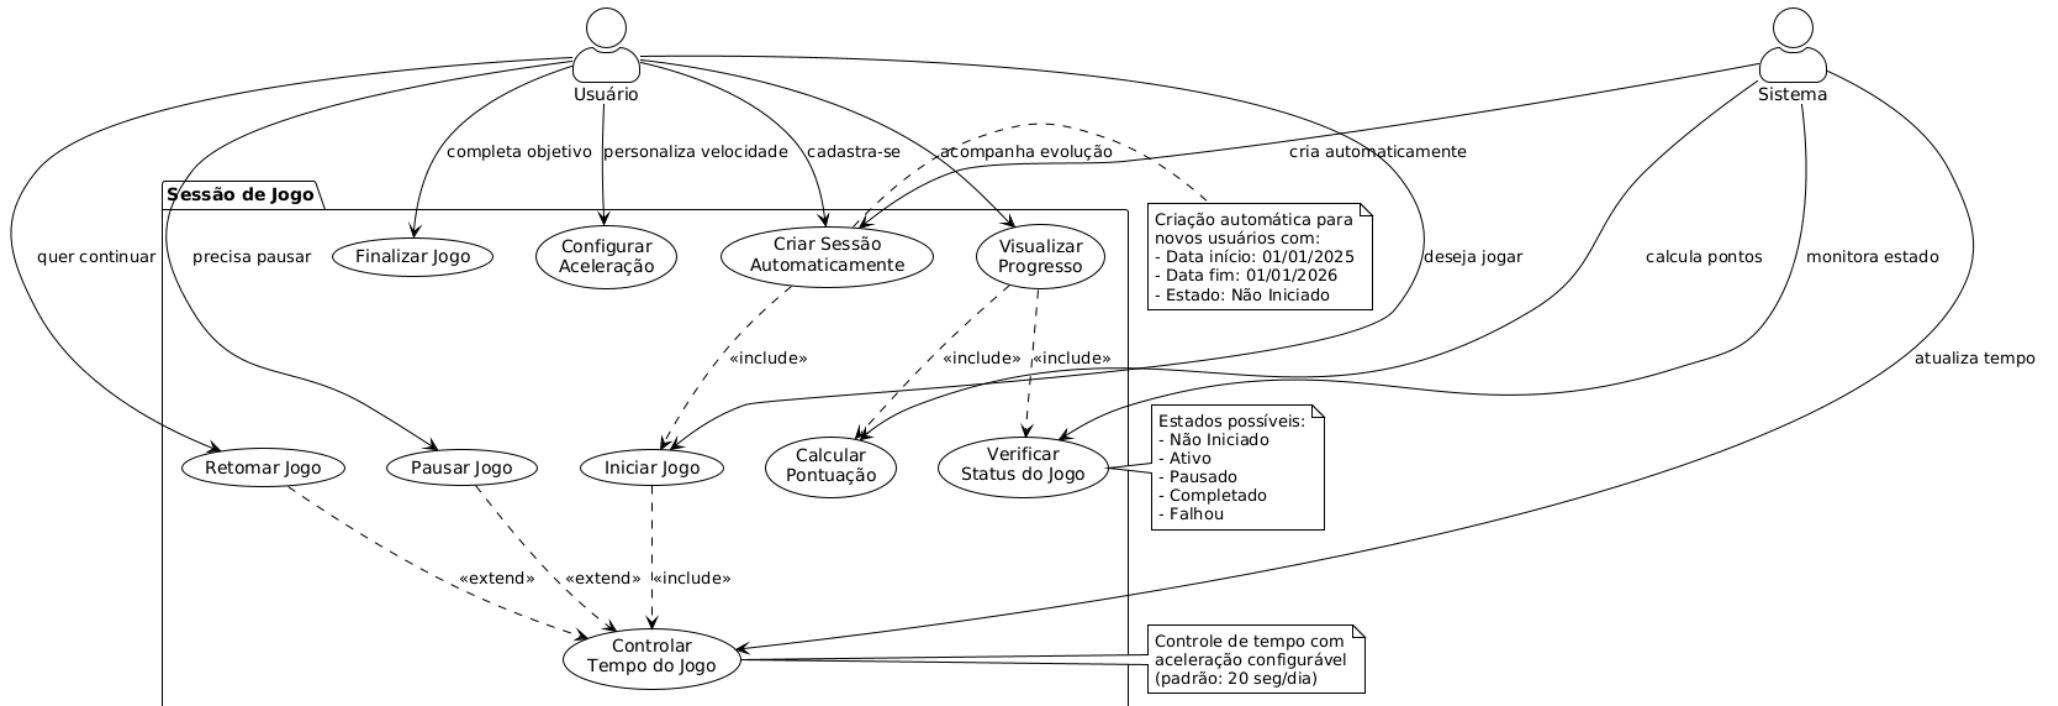 Usuário
Sistema
completa objetivo
personaliza velocidade
cadastra-se
acompanha evolução
cria automaticamente
Sessão de Jogo
quer continuar
precisa pausar
Finalizar Jogo
Configurar
Aceleração
Criar Sessão
Automaticamente
Visualizar
Progresso
Criação automática para
novos usuários com:
- Data início: 01/01/2025
- Data fim: 01/01/2026
- Estado: Não Iniciado
deseja jogar
calcula pontos
monitora estado
«include»
«include»
«include»
atualiza tempo
Retomar Jogo
Pausar Jogo
Iniciar Jogo
Calcular
Pontuação
Verificar
Status do Jogo
Estados possíveis:
- Não Iniciado
- Ativo
- Pausado
- Completado
- Falhou
«extend»
«extend»
«include»
Controlar
Tempo do Jogo
Controle de tempo com
aceleração configurável
(padrão: 20 seg/dia)